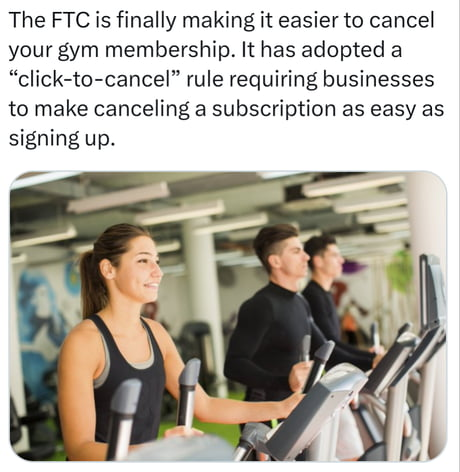 The FTC is finally making it easier to cancel
your gym membership. It has adopted a
“click-to-cancel” rule requiring businesses
to make canceling a subscription as easy as
signing up.